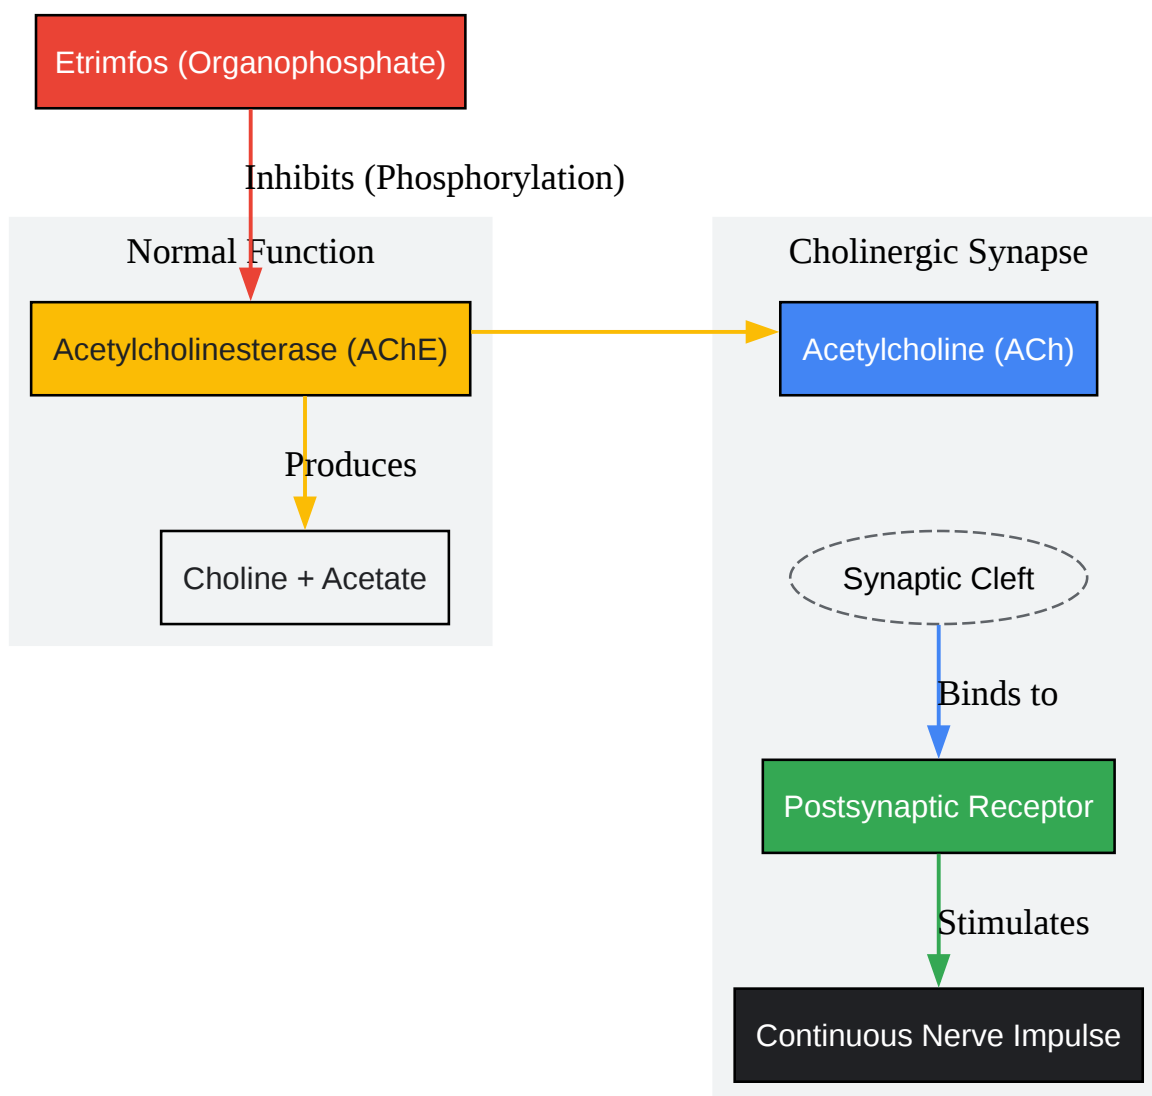 Etrimfos (Organophosphate)
Inhibits (Phosphorylation)
Normal Function
Cholinergic Synapse
Acetylcholinesterase (AChE)
Acetylcholine (ACh)
Produces
Choline + Acetate
Synaptic Cleft
Binds to
Postsynaptic Receptor
Stimulates
Continuous Nerve Impulse